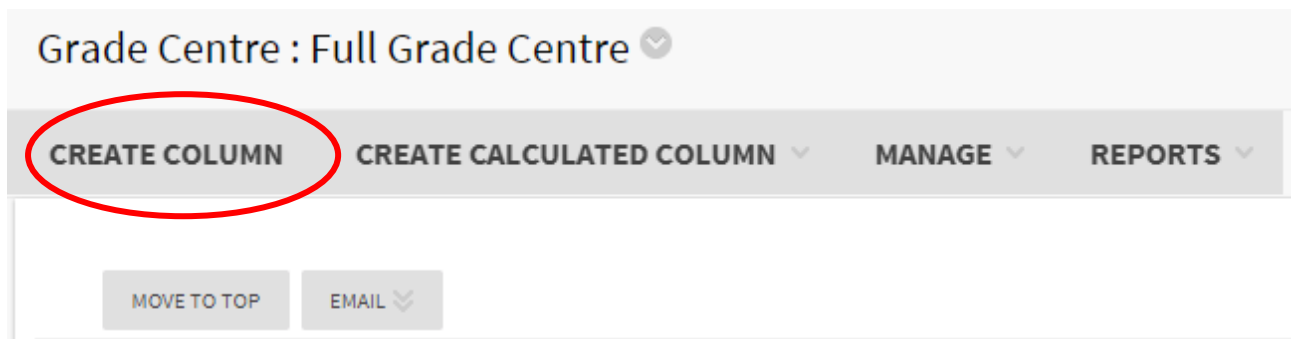 Grade Centre : Full Grade Centre
CREATE COLUMN CREATE CALCULATED COLUMN MANAGE REPORTS
MOVE TO TOP EMAIL